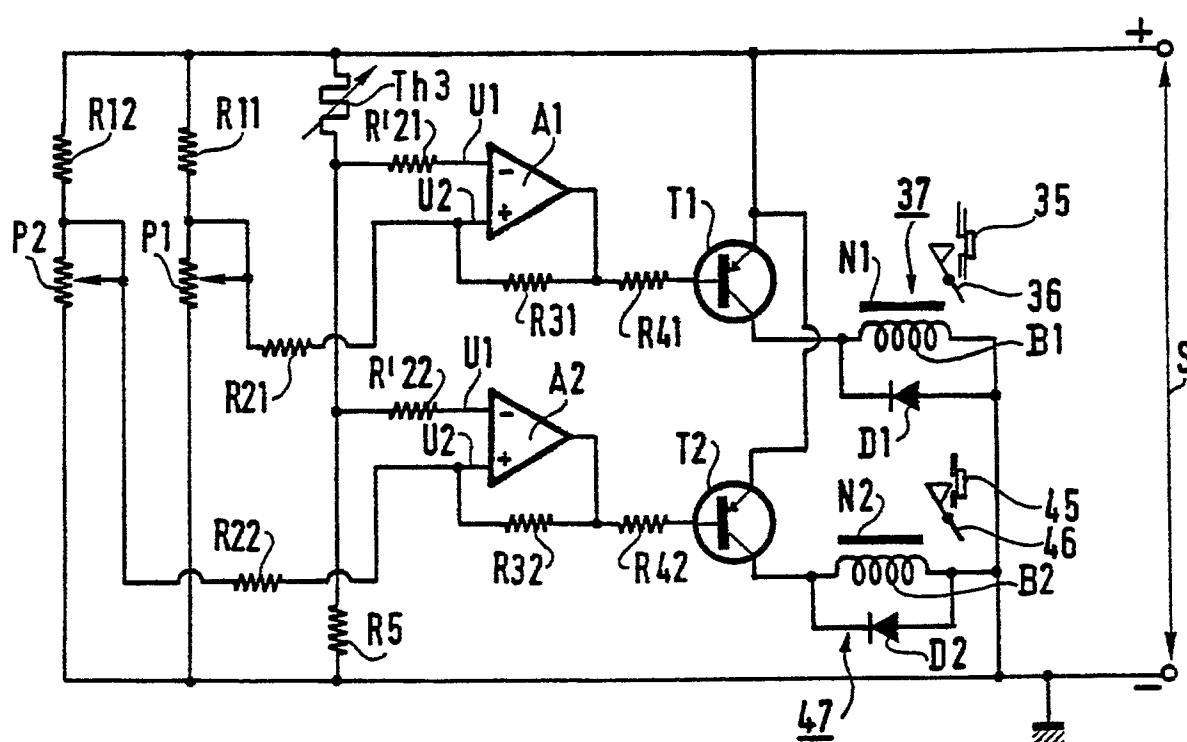 +
Th3
U1
A1
R12
R11
R'21
U2
-
+
T1
37
35
P2
P1
N1
36
R31
R41
B1
R21
R'22
U1
A2
S
U2
-
+
T2
D1
N2
45
46
R22
R32
R42
B2
R5
D2
-
47